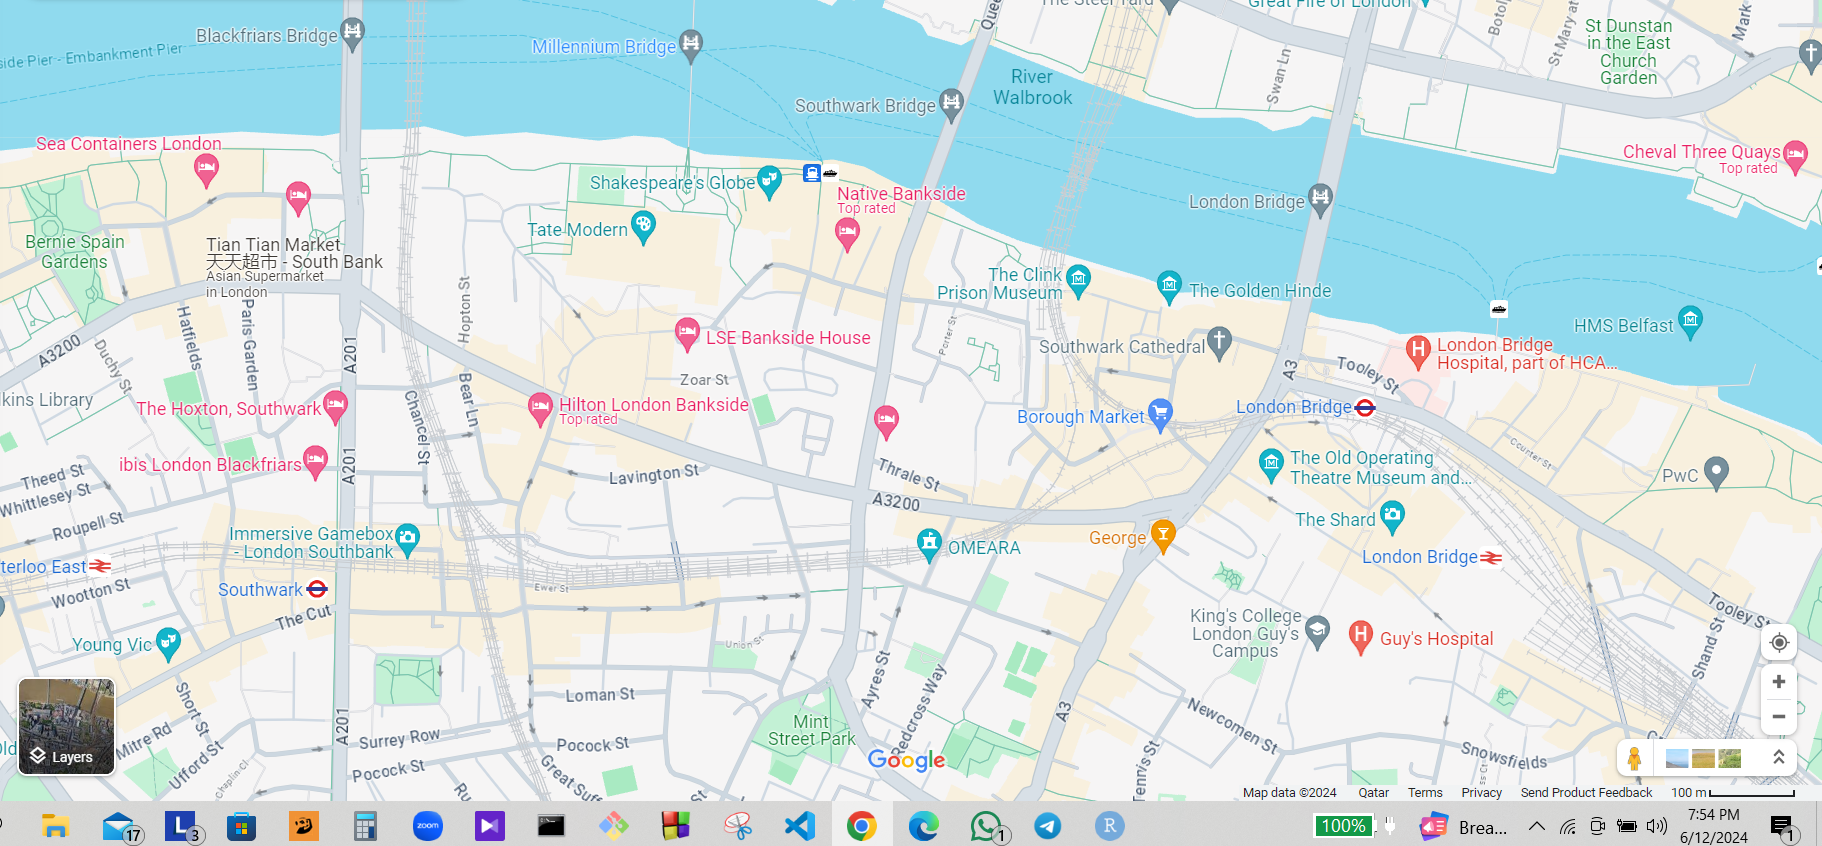 The Steel Yard
Great Fire of London
Blackfriars Bridge
Millennium Bridge
side Pier - Embankment Pier
River
Walbrook
Southwark Bridge
Swan Ln
St Dunstan
in the East
Church
Garden
St Mary at
Mark
Sea Containers London
Shakespeare's Globe
Native Bankside
Top rated
Cheval Three Quays
Top rated
London Bridge
Tate Modern
Bernie Spain
Gardens
Tian Tian Market
天天超市 - South Bank
Asian Supermarket
in London
The Clink
Prison Museum
The Golden Hinde
HMS Belfast
Hopton St
Paris Garden
Hatfields
Duchy St
A3200
A201
LSE Bankside House
Porter St
Southwark Cathedral
London Bridge
Hospital, part of HCA...
Tooley St
A3
Zoar St
kins Library
The Hoxton, Southwark
Bear Ln
Chancel St
Hilton London Bankside
Top rated
Borough Market
London Bridge
ibis London Blackfriars
A201
Theed St
Whittlesey St
Roupell St
Lavington St
Thrale St
A3200
The Old Operating
Theatre Museum and...
Courtier St
PwC
The Shard
Immersive Gamebox
- London Southbank
OMEARA
George
London Bridge
terloo East
Wootton St
Southwark
The Cut
Ewer St
Young Vic
Union St
King's College
London Guy's
Campus
Guy's Hospital
Tooley St
Shand St
Short St
Mitre Rd
Ufford St
Chaplin Cl
Loman St
Ayres St
Redcross Way
Mint
Street Park
A3
Newcomen St
Snowsfields
A201
Surrey Row
Pocock St
Pocock St
Great Suff
Tennis St
Old
Layers
Google
Map data ©2024 Qatar Terms Privacy Send Product Feedback 100 m
17
3
zoom
1
R
100%
Brea...
7:54 PM
6/12/2024
1